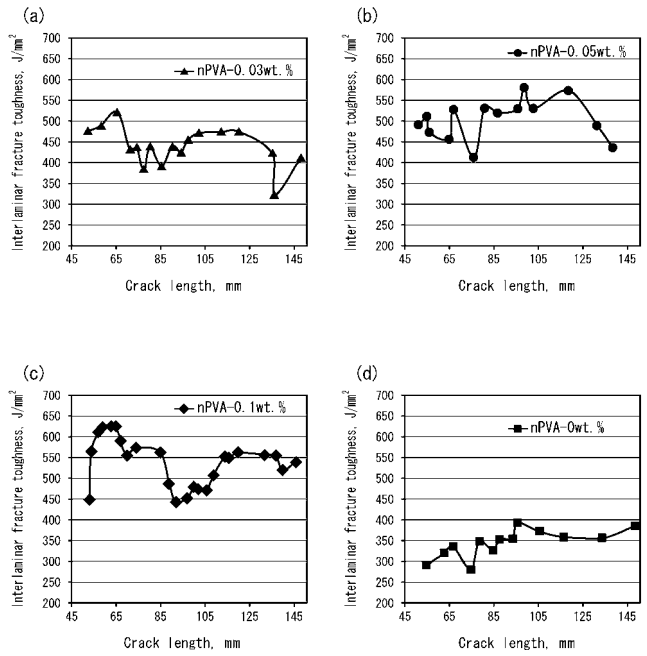 (a)
Interlaminar fracture toughness, J/mm²
700
650
600
550
500
450
400
350
300
250
200
nPVA-0.03wt.%
45 65 85 105 125 145
Crack length, mm
(b)
Interlaminar fracture toughness, J/mm²
700
650
600
550
500
450
400
350
300
250
200
nPVA-0.05wt.%
45 65 85 105 125 145
Crack length, mm
(c)
Interlaminar fracture toughness, J/mm²
700
650
600
550
500
450
400
350
300
250
200
nPVA-0.1wt.%
45 65 85 105 125 145
Crack length, mm
(d)
Interlaminar fracture toughness, J/mm²
700
650
600
550
500
450
400
350
300
250
200
nPVA-0wt.%
45 65 85 105 125 145
Crack length, mm